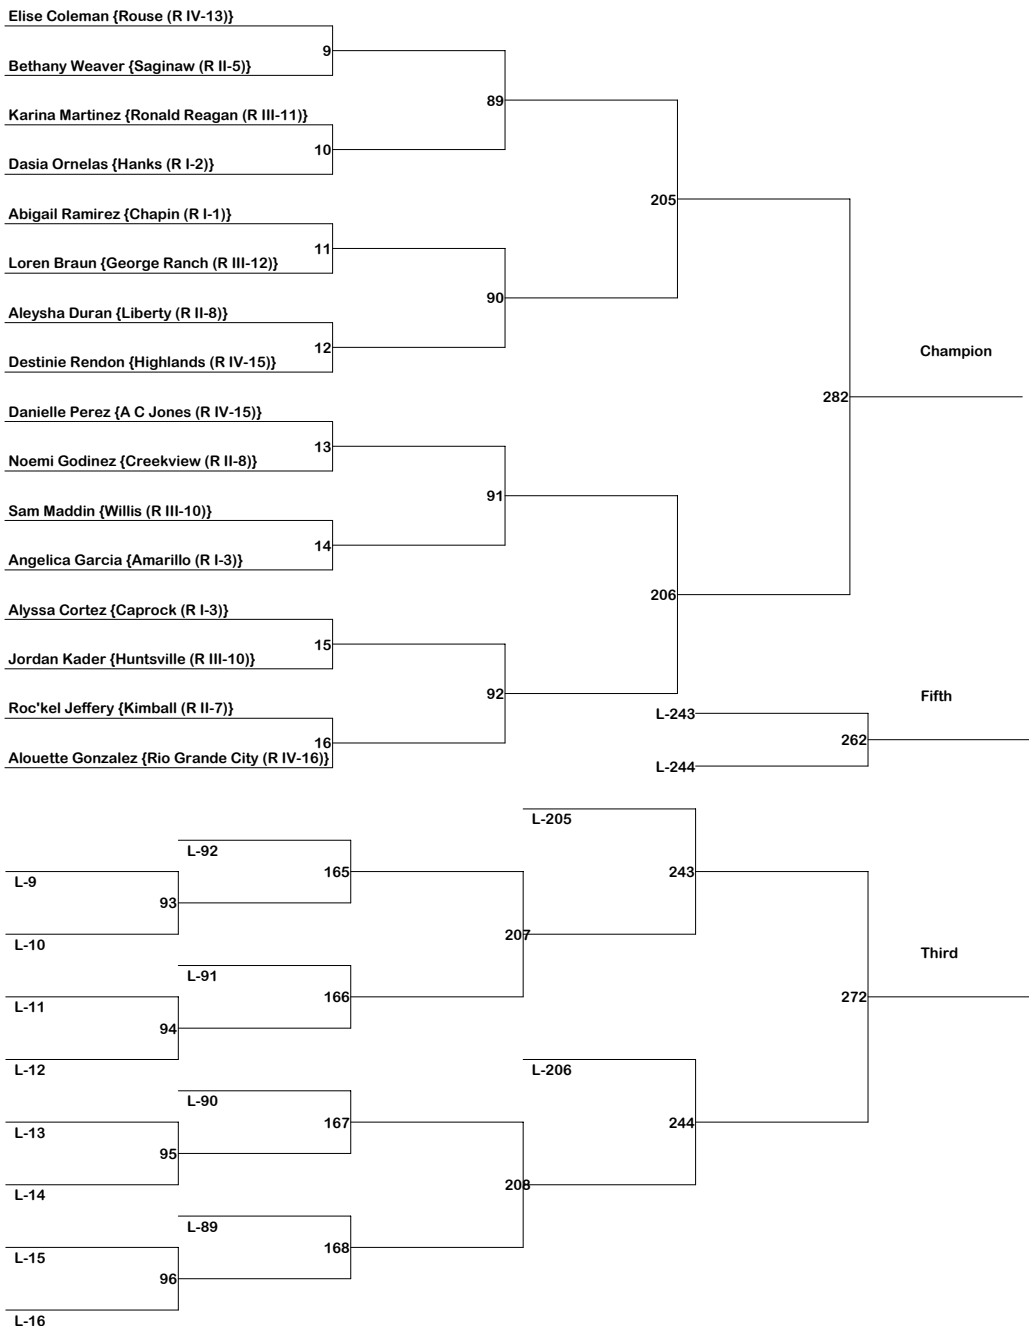 Elise Coleman {Rouse (R IV-13)}
9
Bethany Weaver {Saginaw (R II-5)}
89
Karina Martinez {Ronald Reagan (R III-11)}
10
Dasia Ornelas {Hanks (R I-2)}
205
Abigail Ramirez {Chapin (R I-1)}
11
Loren Braun {George Ranch (R III-12)}
90
Aleysha Duran {Liberty (R II-8)}
12
Destinie Rendon {Highlands (R IV-15)}
Champion
282
Danielle Perez {A C Jones (R IV-15)}
13
Noemi Godinez {Creekview (R II-8)}
91
Sam Maddin {Willis (R III-10)}
14
Angelica Garcia {Amarillo (R I-3)}
206
Alyssa Cortez {Caprock (R I-3)}
15
Jordan Kader {Huntsville (R III-10)}
92
Fifth
Roc'kel Jeffery {Kimball (R II-7)}
L-243
16
262
Alouette Gonzalez {Rio Grande City (R IV-16)}
L-244
L-205
L-92
165
243
L-9
93
207
L-10
Third
L-91
166
272
L-11
94
L-12
L-206
L-90
167
244
L-13
95
208
L-14
L-89
168
L-15
96
L-16